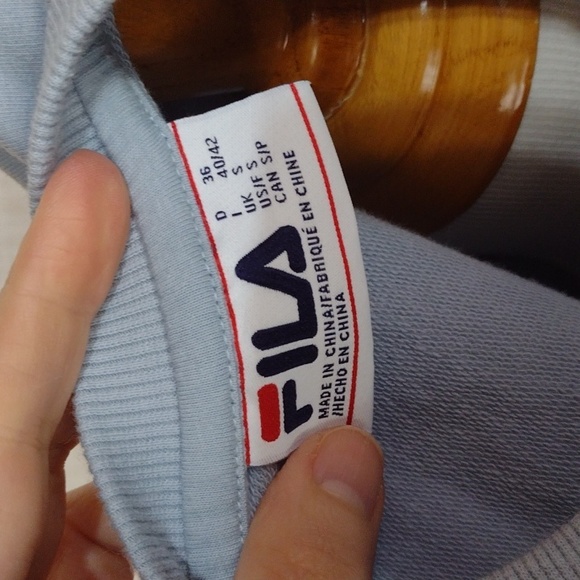 D 36
I 40/42
UK S
US/F S
CAN S/P
FILA
MADE IN CHINA/FABRIQUÉ EN CHINE
/HECHO EN CHINA